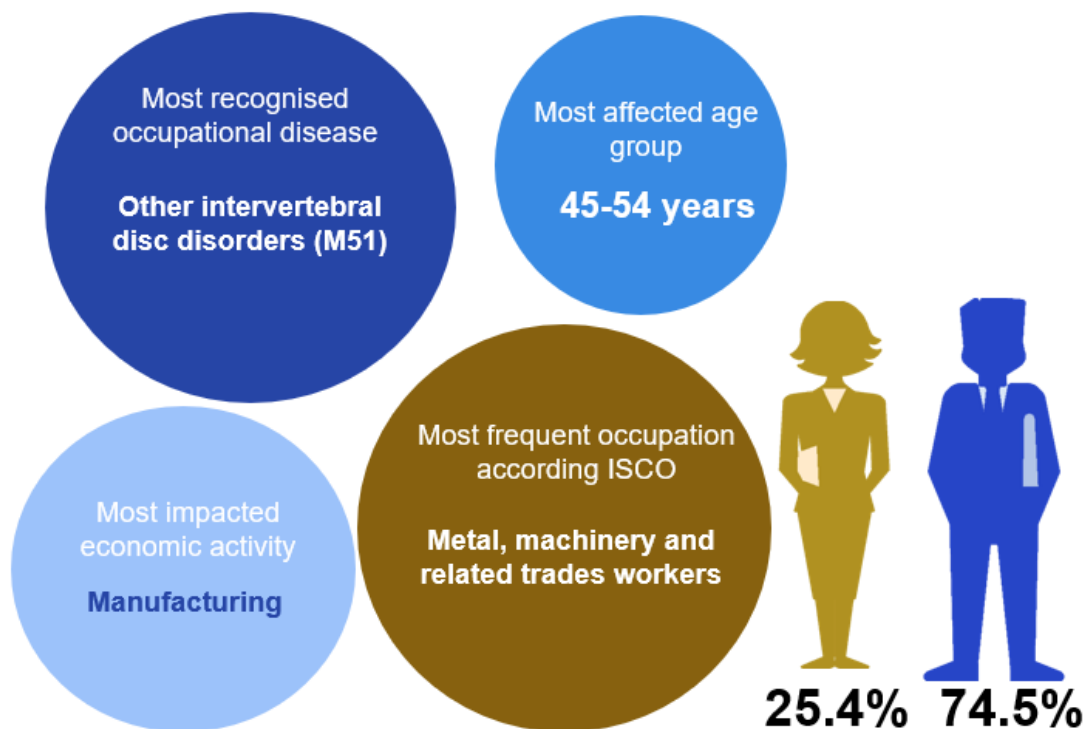 Most recognised
occupational disease
Other intervertebral
disc disorders (M51)
Most affected age
group
45-54 years
Most impacted
economic activity
Manufacturing
Most frequent occupation
according ISCO
Metal, machinery and
related trades workers
25.4%
74.5%